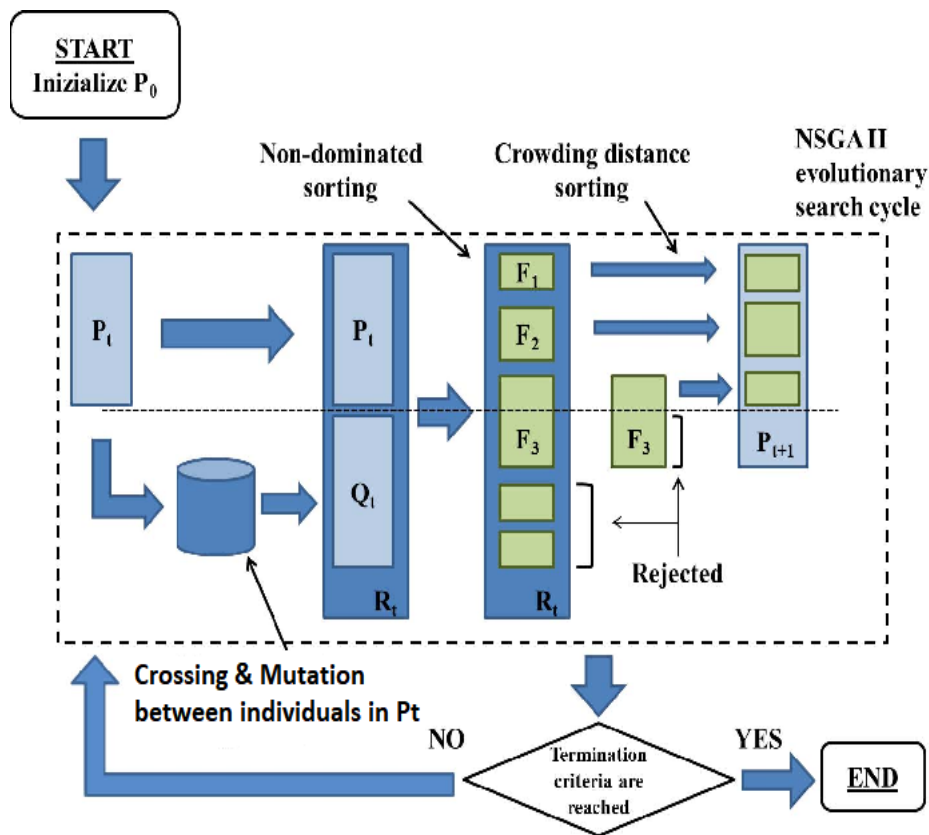 START
Inizialize P0
Non-dominated
sorting
Crowding distance
sorting
NSGA II
evolutionary
search cycle
Pt
Pt
Qt
Rt
F1
F2
F3
Rt
F3
Rejected
Pt+1
Crossing & Mutation
between individuals in Pt
NO
Termination
criteria are
reached
YES
END